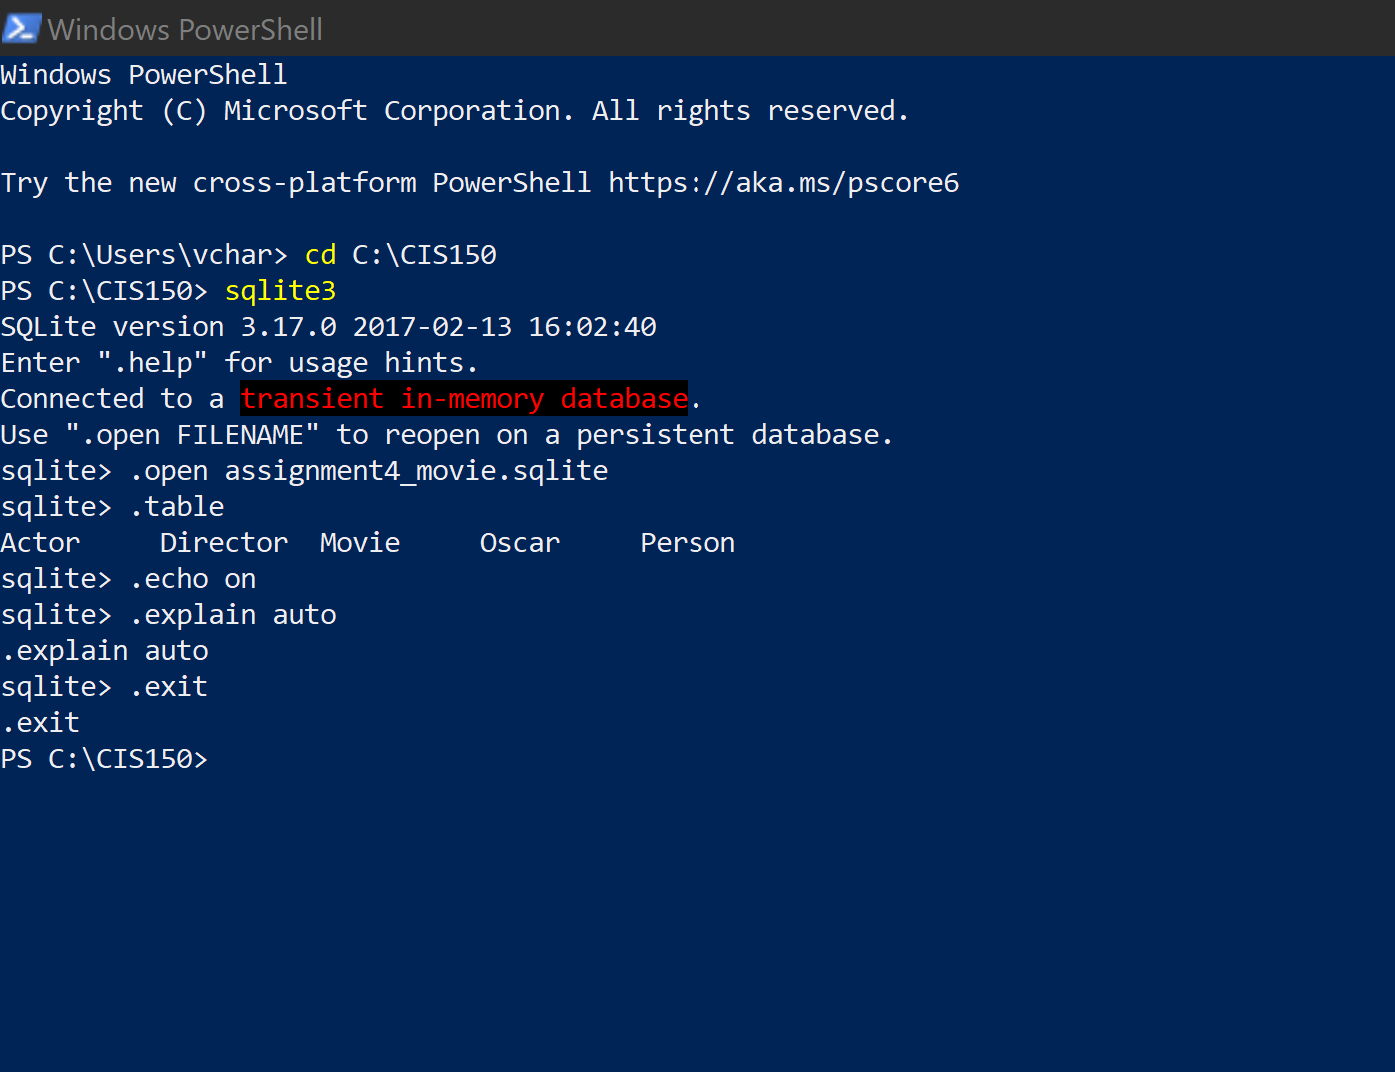 Windows PowerShell
Windows PowerShell
Copyright (C) Microsoft Corporation. All rights reserved.
Try the new cross-platform PowerShell https://aka.ms/pscore6
PS C:\Users\vchar> cd C:\CIS150
PS C:\CIS150> sqlite3
SQLite version 3.17.0 2017-02-13 16:02:40
Enter ".help" for usage hints.
Connected to a transient in-memory database.
Use ".open FILENAME" to reopen on a persistent database.
sqlite> .open assignment4_movie.sqlite
sqlite> .table
Actor     Director  Movie     Oscar     Person
sqlite> .echo on
sqlite> .explain auto
.explain auto
sqlite> .exit
.exit
PS C:\CIS150>